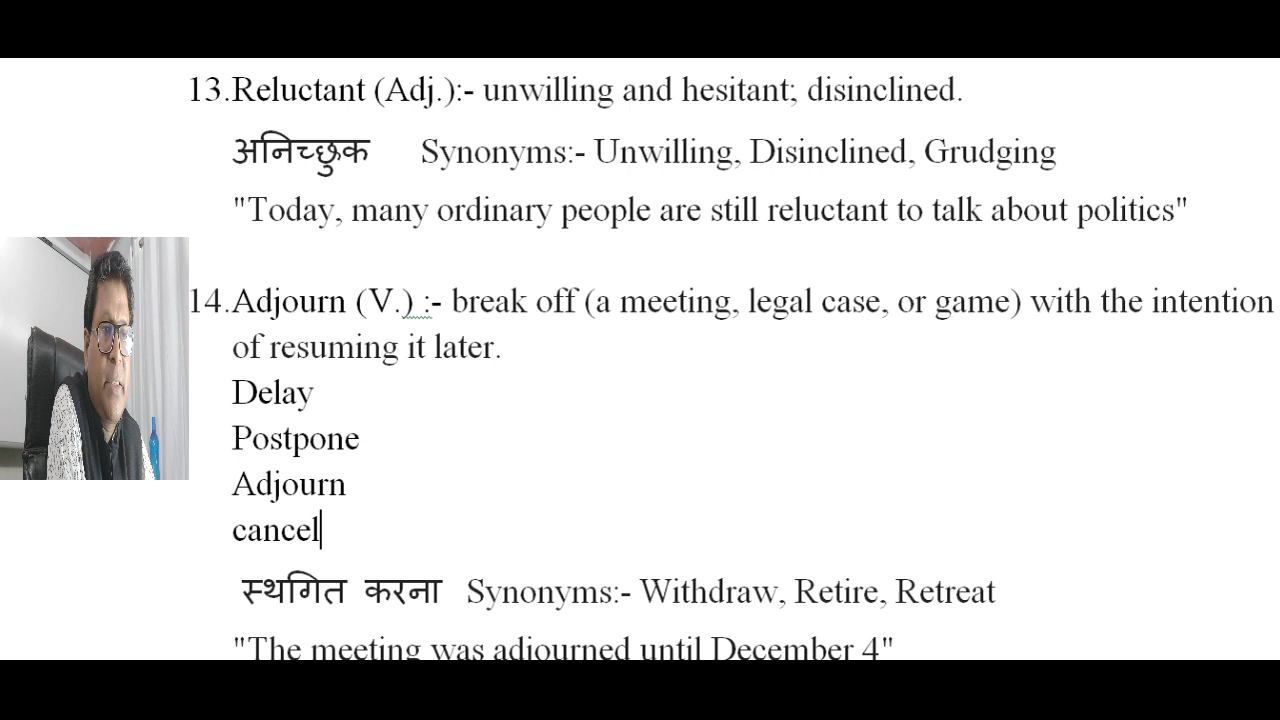 13.Reluctant (Adj.):- unwilling and hesitant; disinclined.
अनिच्छुक Synonyms:- Unwilling, Disinclined, Grudging
"Today, many ordinary people are still reluctant to talk about politics"
14.Adjourn (V.) :- break off (a meeting, legal case, or game) with the intention
of resuming it later.
Delay
Postpone
Adjourn
cancel
स्थगित करना Synonyms:- Withdraw, Retire, Retreat
"The meeting was adjourned until December 4"